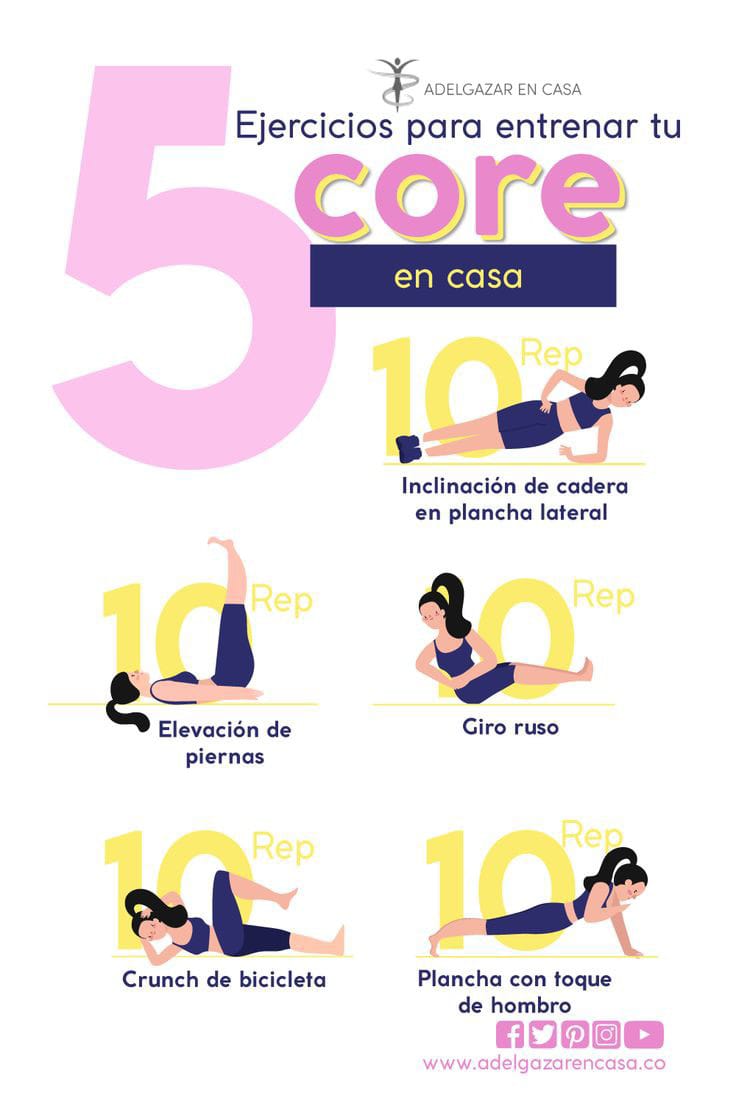 5
ADELGAZAR EN CASA
Ejercicios para entrenar tu
core
en casa
10 Rep
Inclinación de cadera
en plancha lateral
10 Rep
Elevación de
piernas
10 Rep
Giro ruso
10 Rep
Crunch de bicicleta
10 Rep
Plancha con toque
de hombro
www.adelgazarencasa.co